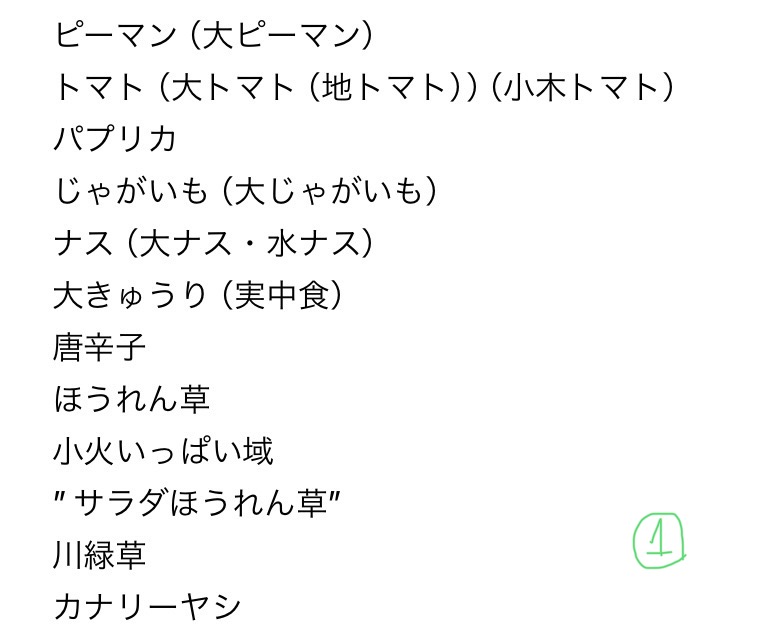 ピーマン（大ピーマン）
トマト（大トマト（地トマト））（小木トマト）
パプリカ
じゃがいも（大じゃがいも）
ナス（大ナス・水ナス）
大きゅうり（実中食）
唐辛子
ほうれん草
小火いっぱい域
” サラダほうれん草”
川緑草
カナリーヤシ
①